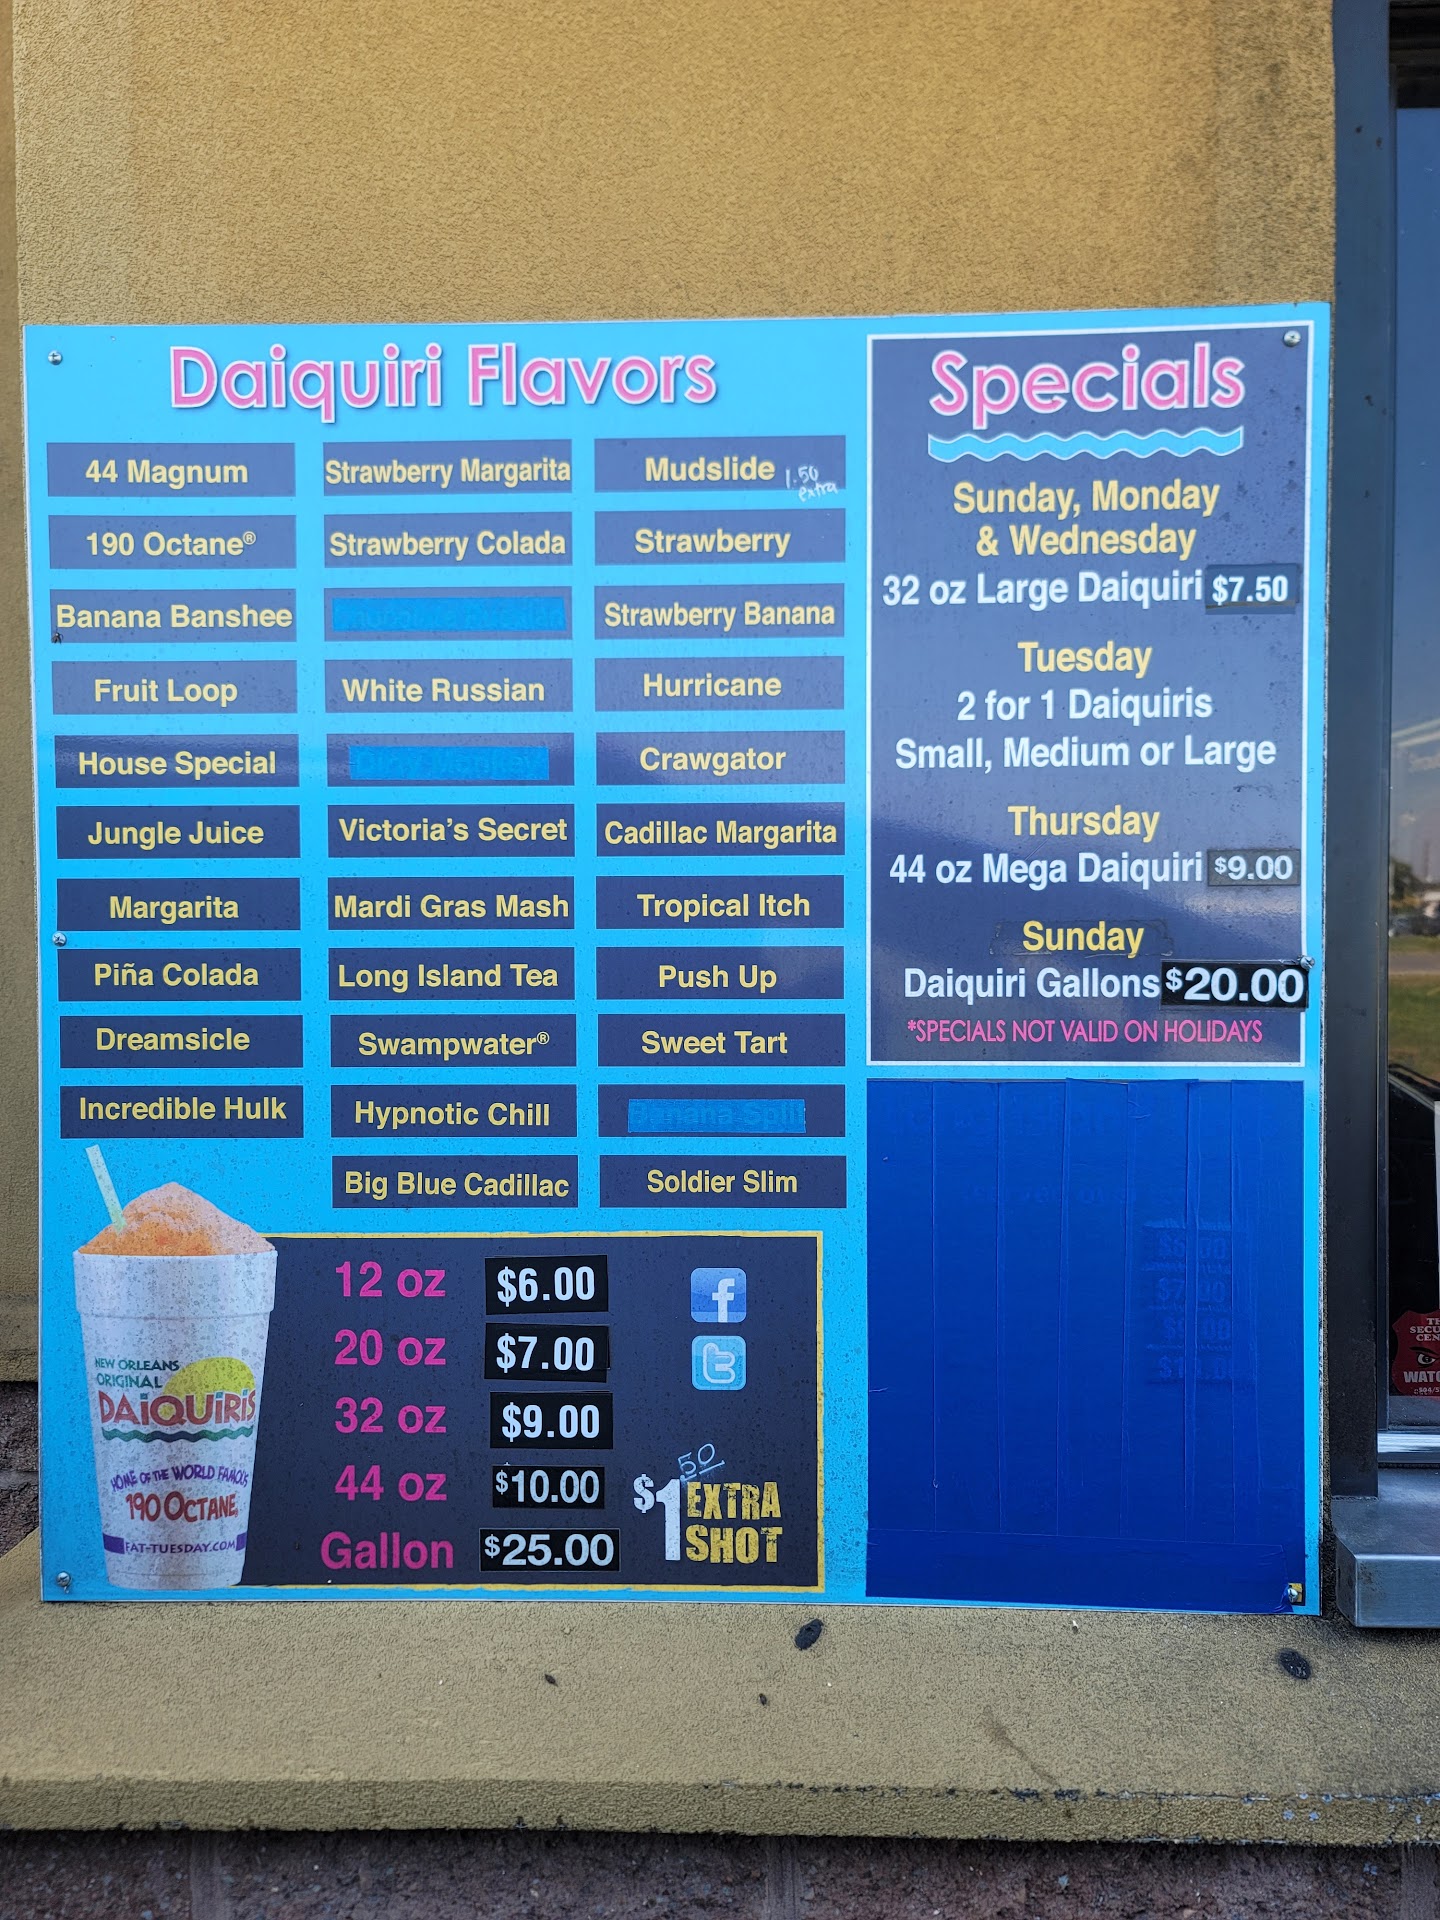 Daiquiri Flavors
44 Magnum
190 Octane®
Banana Banshee
Fruit Loop
House Special
Jungle Juice
Margarita
Piña Colada
Dreamsicle
Incredible Hulk
Strawberry Margarita
Strawberry Colada
White Russian
Dirty Monkey
Victoria's Secret
Mardi Gras Mash
Long Island Tea
Swampwater®
Hypnotic Chill
Big Blue Cadillac
Mudslide 1.50
extra
Strawberry
Strawberry Banana
Hurricane
Crawgator
Cadillac Margarita
Tropical Itch
Push Up
Sweet Tart
Banana Split
Soldier Slim
Specials
Sunday, Monday
& Wednesday
32 oz Large Daiquiri $7.50
Tuesday
2 for 1 Daiquiris
Small, Medium or Large
Thursday
44 oz Mega Daiquiri $9.00
Sunday
Daiquiri Gallons $20.00
*SPECIALS NOT VALID ON HOLIDAYS
12 oz $6.00
20 oz $7.00
32 oz $9.00
44 oz $10.00
Gallon $25.00
f
t
50
$1 EXTRA
SHOT
NEW ORLEANS
ORIGINAL
DAiQUiRiS
HOME OF THE WORLD FAMOUS
190 OCTANE
FAT-TUESDAY.COM
WATC